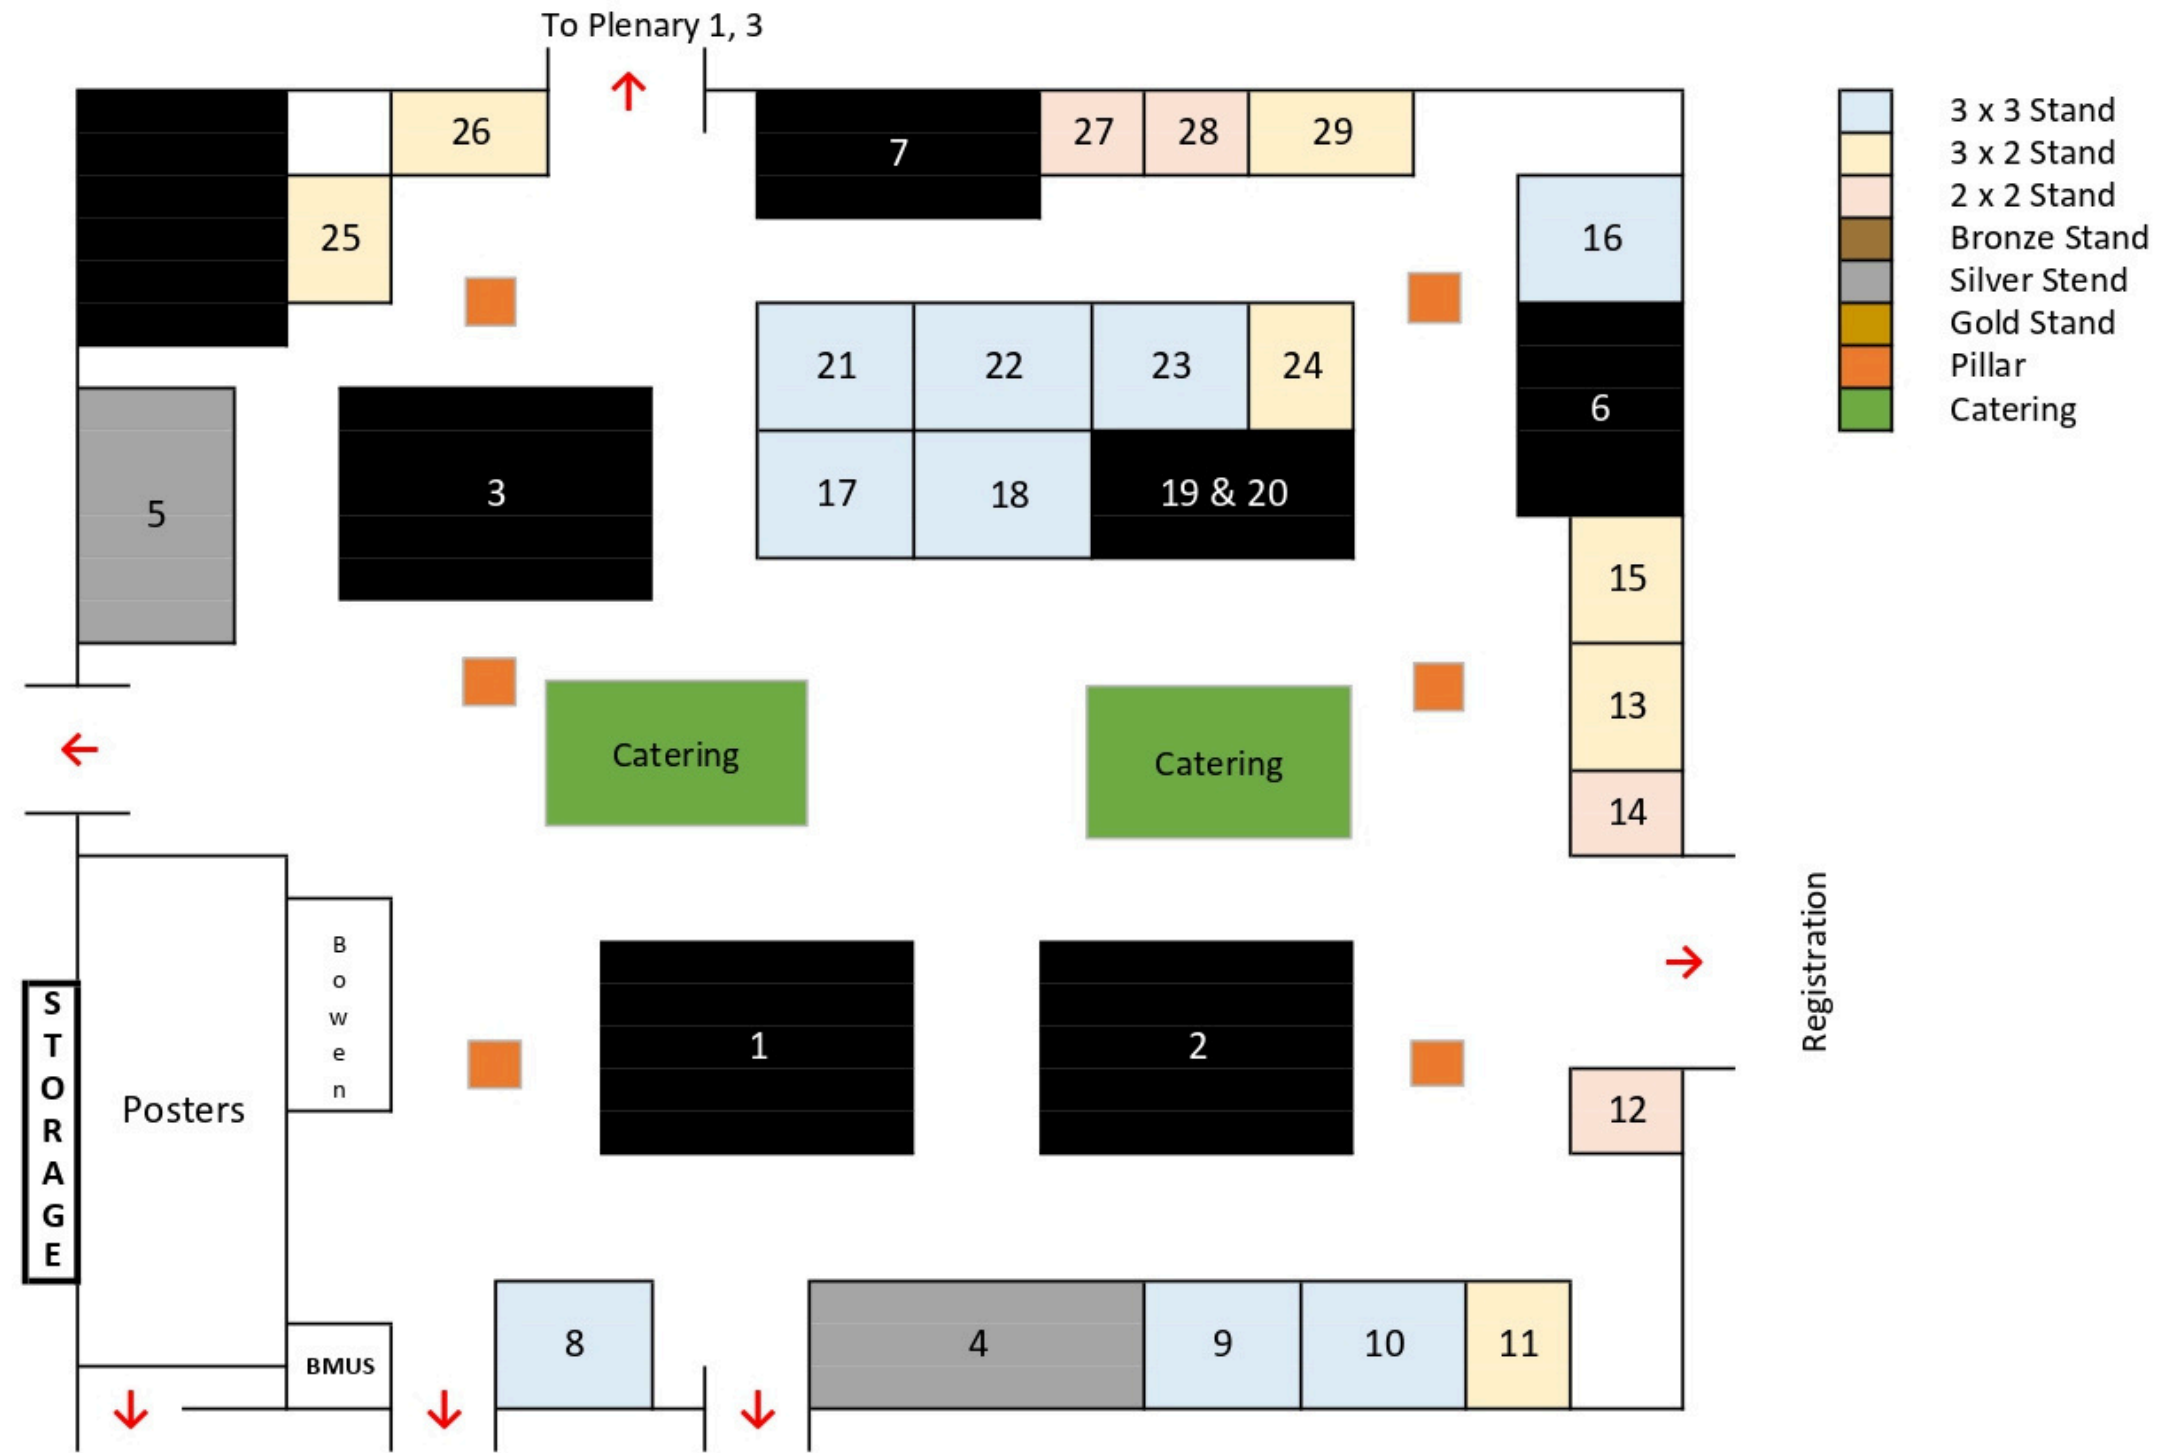 To Plenary 1, 3
26
7
27
28
29
25
16
3 x 3 Stand
3 x 2 Stand
2 x 2 Stand
Bronze Stand
Silver Stend
Gold Stand
Pillar
Catering
21
22
23
24
6
5
3
17
18
19 & 20
15
13
14
Catering
Catering
Registration
Bowen
STORAGE
Posters
1
2
12
BMUS
8
4
9
10
11